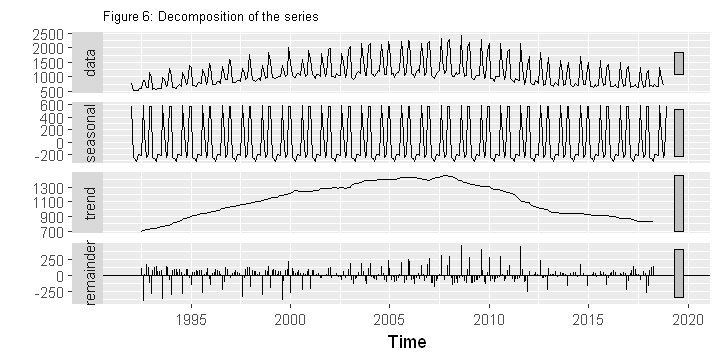 Figure 6: Decomposition of the series
2500
2000
1500
1000
500
data
600
400
200
0
-200
seasonal
1300
1100
900
700
trend
250
0
-250
remainder
1995 2000 2005 2010 2015 2020
Time